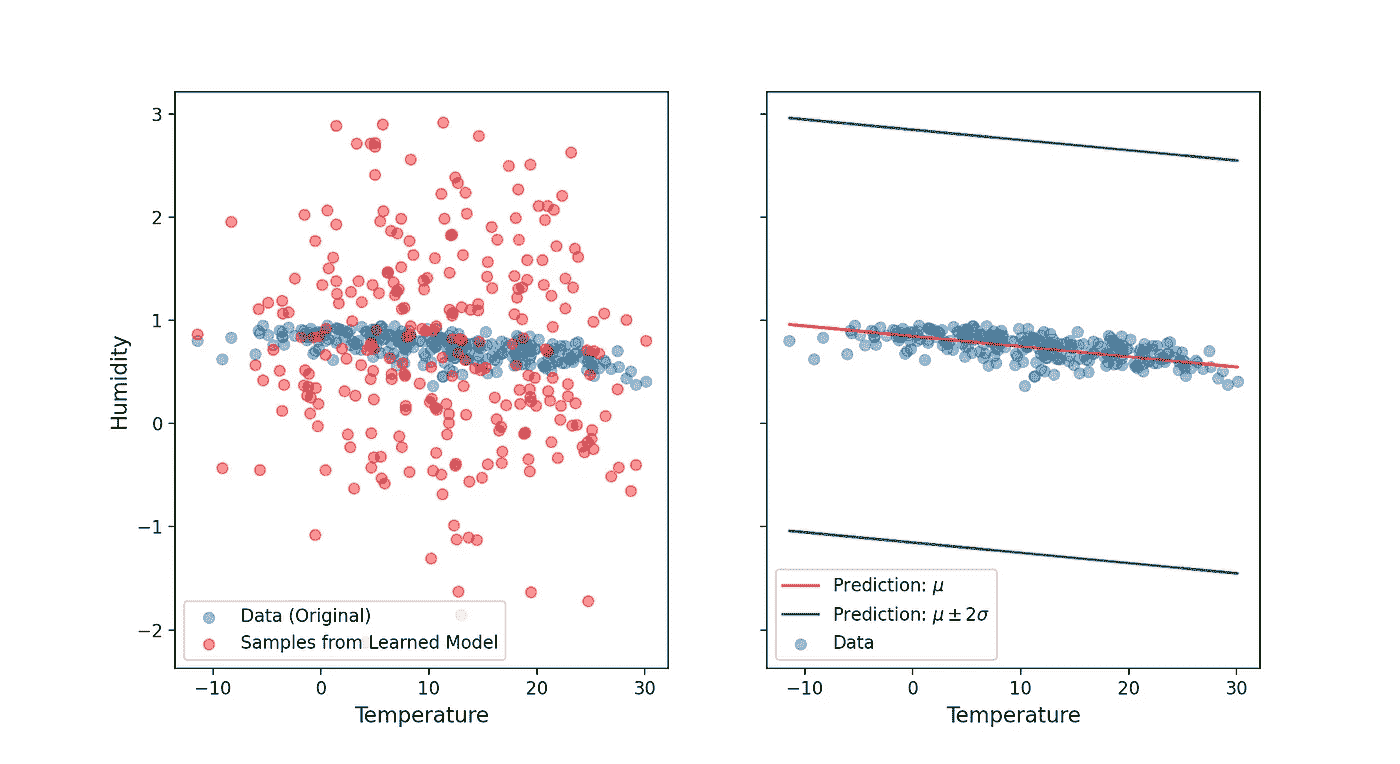 3
2
1
0
−1
−2
Humidity
Data (Original)
Samples from Learned Model
−10 0 10 20 30
Temperature
Prediction: μ
Prediction: μ ± 2σ
Data
−10 0 10 20 30
Temperature